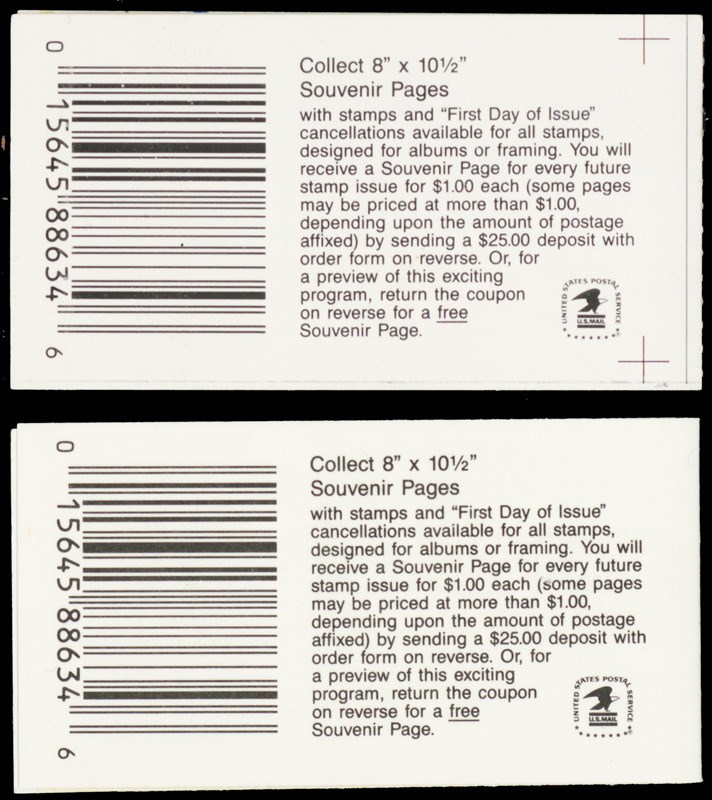 0
15645 88634
6
Collect 8” x 10½”
Souvenir Pages
with stamps and “First Day of Issue”
cancellations available for all stamps,
designed for albums or framing. You will
receive a Souvenir Page for every future
stamp issue for $1.00 each (some pages
may be priced at more than $1.00,
depending upon the amount of postage
affixed) by sending a $25.00 deposit with
order form on reverse. Or, for
a preview of this exciting
program, return the coupon
on reverse for a free
Souvenir Page.
UNITED STATES POSTAL SERVICE
U.S.MAIL
0
15645 88634
6
Collect 8” x 10½”
Souvenir Pages
with stamps and “First Day of Issue”
cancellations available for all stamps,
designed for albums or framing. You will
receive a Souvenir Page for every future
stamp issue for $1.00 each (some pages
may be priced at more than $1.00,
depending upon the amount of postage
affixed) by sending a $25.00 deposit with
order form on reverse. Or, for
a preview of this exciting
program, return the coupon
on reverse for a free
Souvenir Page.
UNITED STATES POSTAL SERVICE
U.S.MAIL